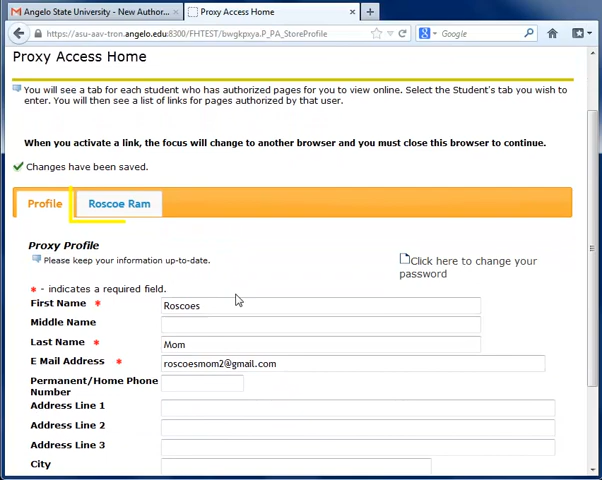 Angelo State University - New Author...
Proxy Access Home
https://asu-aav-tron.angelo.edu:8300/FHTEST/bwgkpxya.P_PA_StoreProfile
Google
Proxy Access Home
You will see a tab for each student who has authorized pages for you to view online. Select the Student's tab you wish to
enter. You will then see a list of links for pages authorized by that user.
When you activate a link, the focus will change to another browser and you must close this browser to continue.
Changes have been saved.
Profile
Roscoe Ram
Proxy Profile
Please keep your information up-to-date.
Click here to change your
password
* - indicates a required field.
First Name * Roscoes
Middle Name
Last Name * Mom
E Mail Address * roscoesmom2@gmail.com
Permanent/Home Phone
Number
Address Line 1
Address Line 2
Address Line 3
City